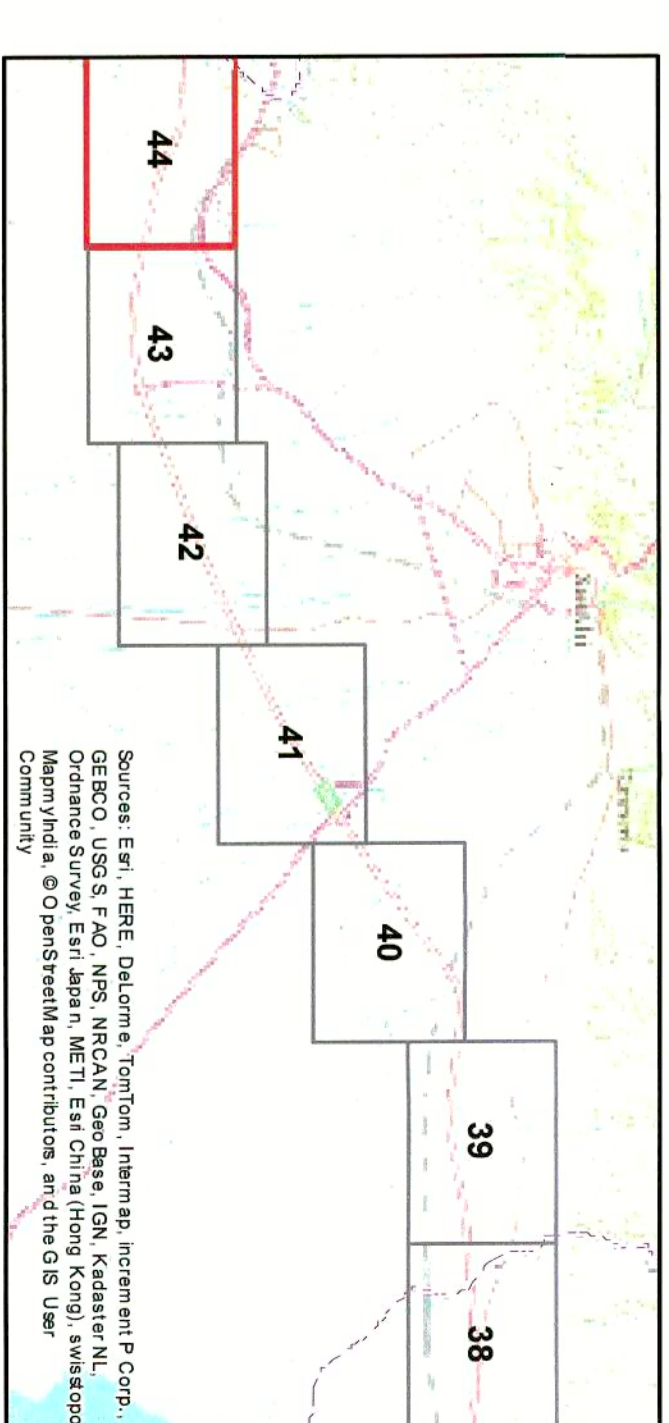 44
43
42
41
40
39
38
Sources: Esri, HERE, DeLorme, TomTom, Intermap, increment P Corp.,
GEBCO, USGS, FAO, NPS, NRCAN, GeoBase, IGN, Kadaster NL,
Ordnance Survey, Esri Japan, METI, Esri China (Hong Kong), swisstopo
MapmyIndia, © OpenStreetMap contributors, and the GIS User
Community